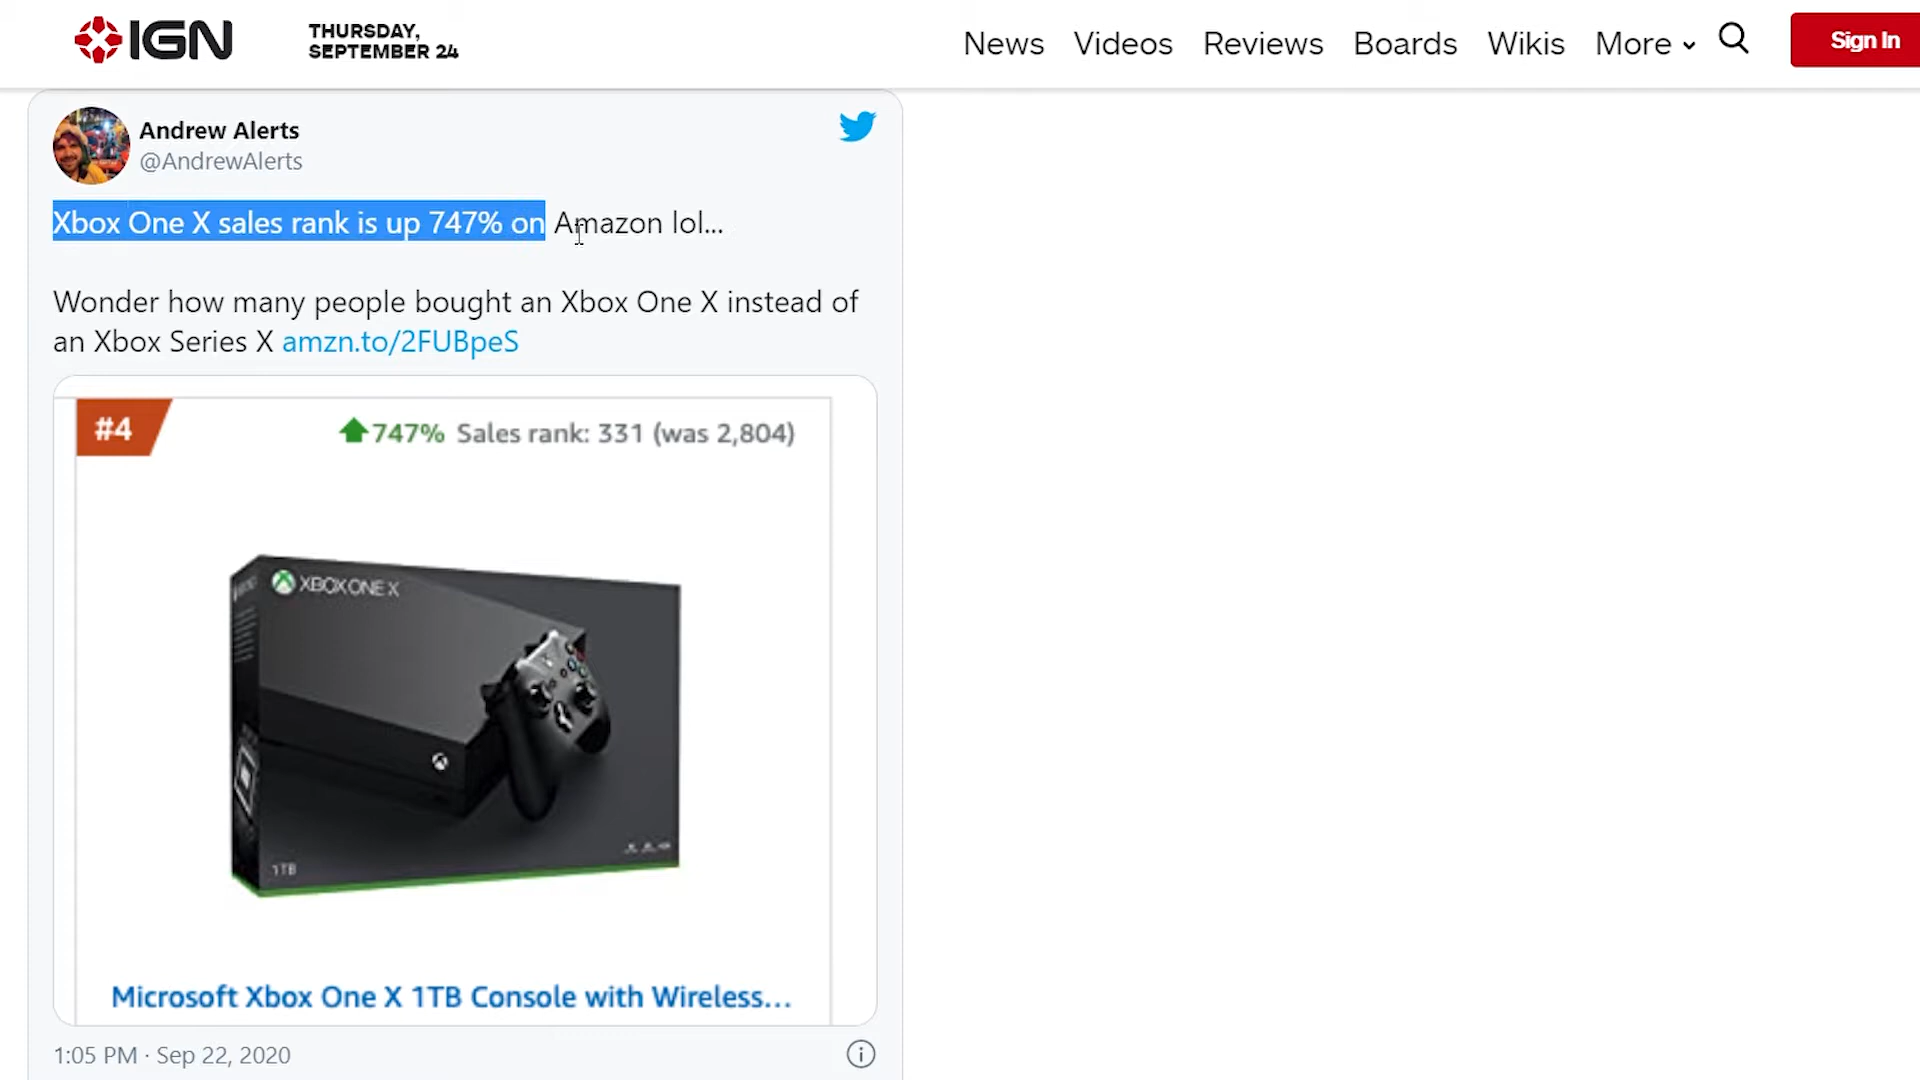 IGN
THURSDAY,
SEPTEMBER 24
News Videos Reviews Boards Wikis More Sign In
Andrew Alerts
@AndrewAlerts
Xbox One X sales rank is up 747% on Amazon lol...
Wonder how many people bought an Xbox One X instead of
an Xbox Series X amzn.to/2FUBpeS
#4
747% Sales rank: 331 (was 2,804)
XBOX ONE X
1TB
Microsoft Xbox One X 1TB Console with Wireless...
1:05 PM · Sep 22, 2020